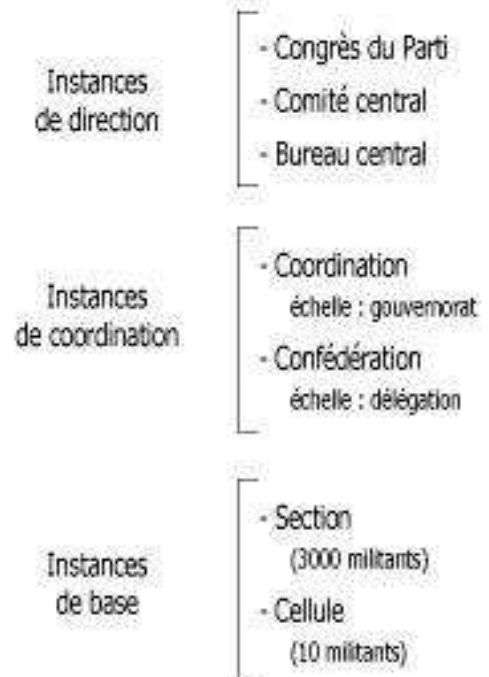 Instances
de direction
- Congrès du Parti
- Comité central
- Bureau central
Instances
de coordination
- Coordination
échelle : gouvernorat
- Confédération
échelle : délégation
Instances
de base
- Section
(3000 militants)
- Cellule
(10 militants)